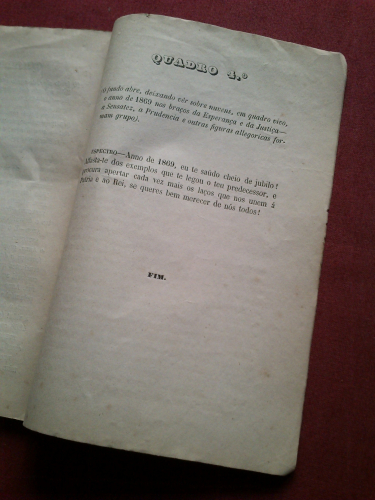 QUADRO 4.º
(O fundo abre, deixando vêr sobre nuvens, em quadro vivo,
o anno de 1869 nos braços da Esperança e da Justiça—
a Sensatez, a Prudencia e outras figuras allegoricas for-
mam grupo).
ESPECIFICO—Anno de 1869, eu te saúdo cheio de jubilo!
Affasta-te dos exemplos que te legou o teu predecessor, e
procura apertar cada vez mais os laços que nos unem á
Patria e ao Rei, se queres bem merecer de nós todos!
FIM.